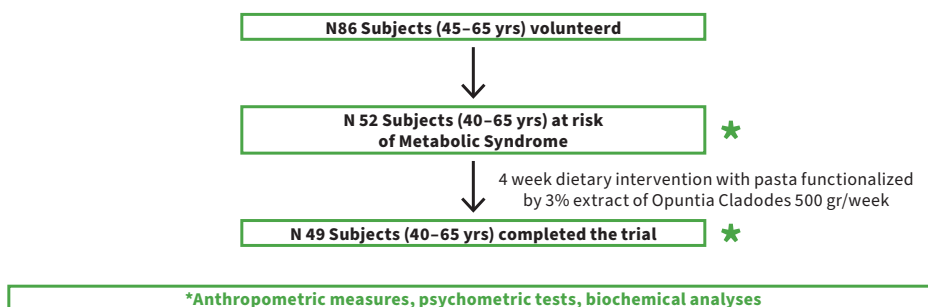 N86 Subjects (45–65 yrs) volunteerd
N 52 Subjects (40–65 yrs) at risk
of Metabolic Syndrome
*
4 week dietary intervention with pasta functionalized
by 3% extract of Opuntia Cladodes 500 gr/week
N 49 Subjects (40–65 yrs) completed the trial
*
*Anthropometric measures, psychometric tests, biochemical analyses